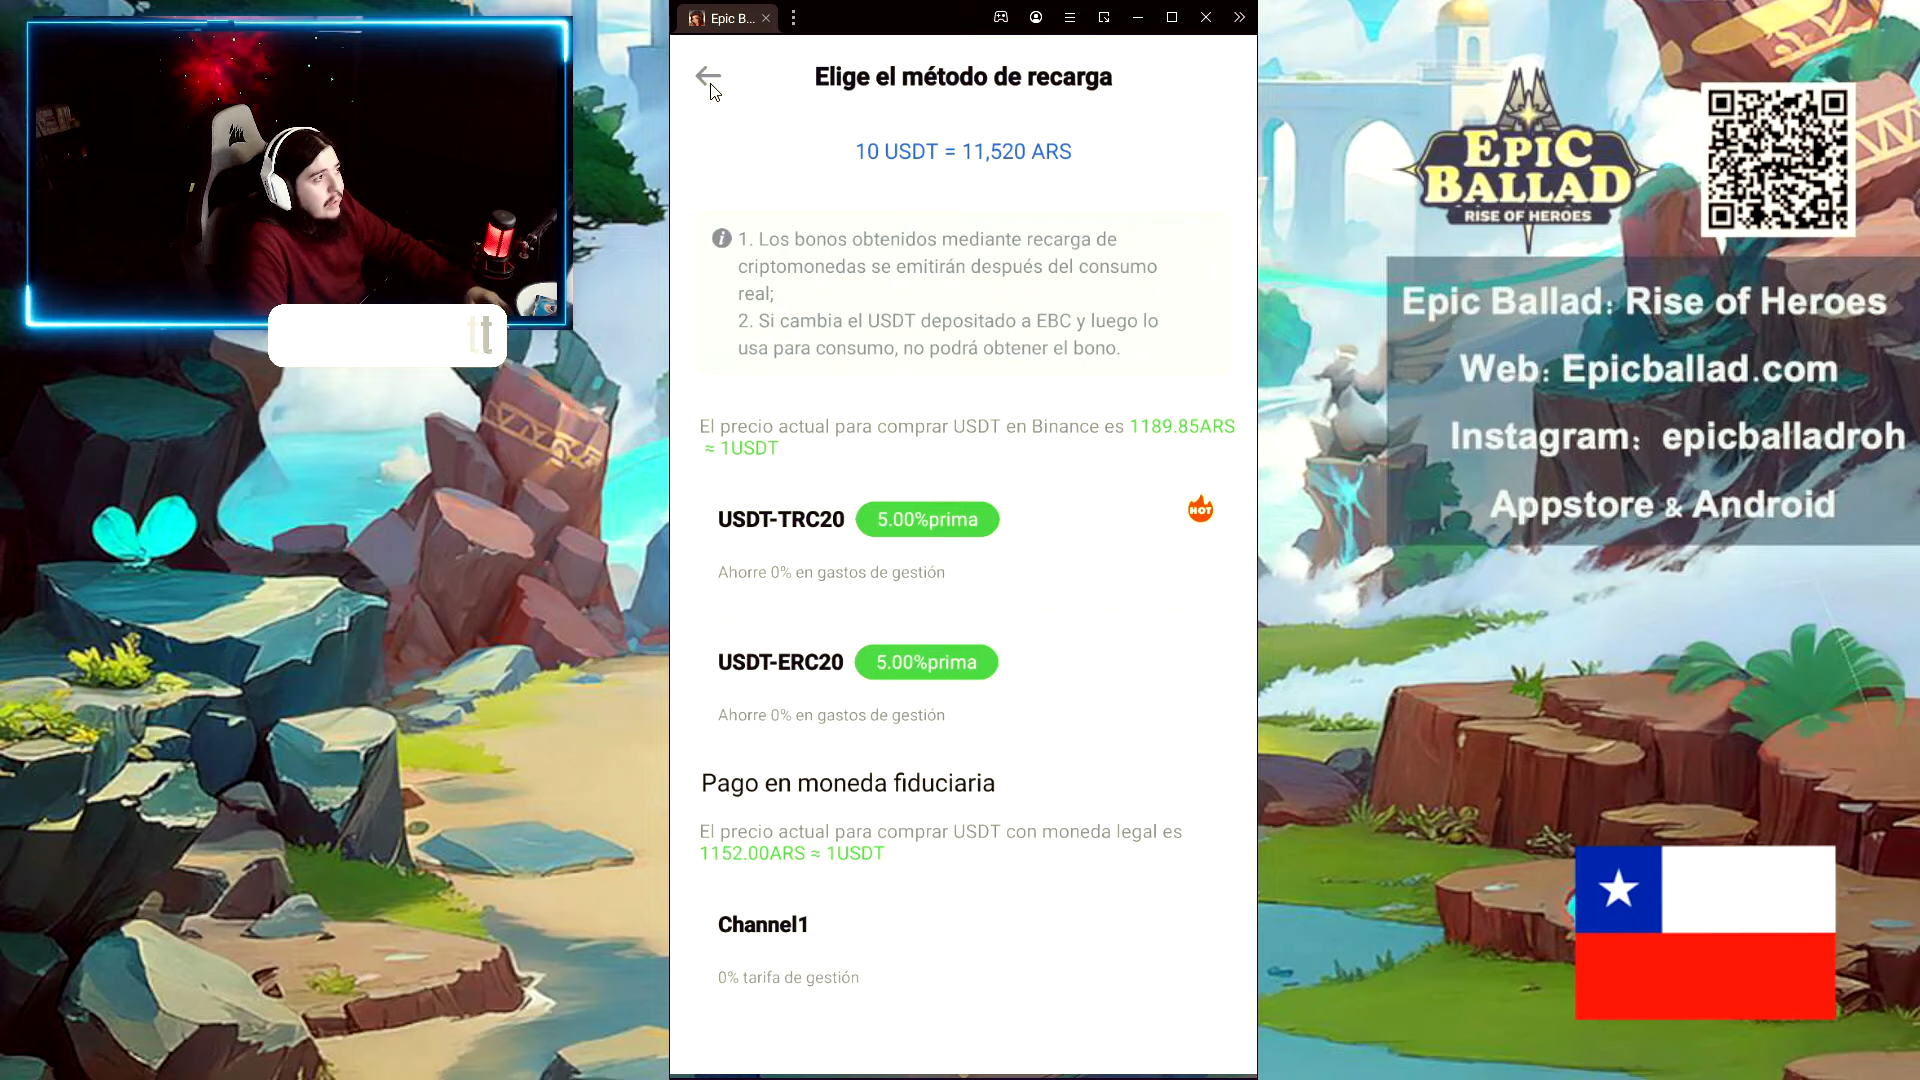 Epic B...
Elige el método de recarga
10 USDT = 11,520 ARS
1. Los bonos obtenidos mediante recarga de
criptomonedas se emitirán después del consumo
real;
2. Si cambia el USDT depositado a EBC y luego lo
usa para consumo, no podrá obtener el bono.
El precio actual para comprar USDT en Binance es 1189.85ARS
≈ 1USDT
USDT-TRC20 5.00%prima
HOT
Ahorre 0% en gastos de gestión
USDT-ERC20 5.00%prima
Ahorre 0% en gastos de gestión
Pago en moneda fiduciaria
El precio actual para comprar USDT con moneda legal es
1152.00ARS ≈ 1USDT
Channel1
0% tarifa de gestión
EPIC
BALLAD
RISE OF HEROES
Epic Ballad: Rise of Heroes
Web: Epicballad.com
Instagram: epicballadroh
Appstore & Android